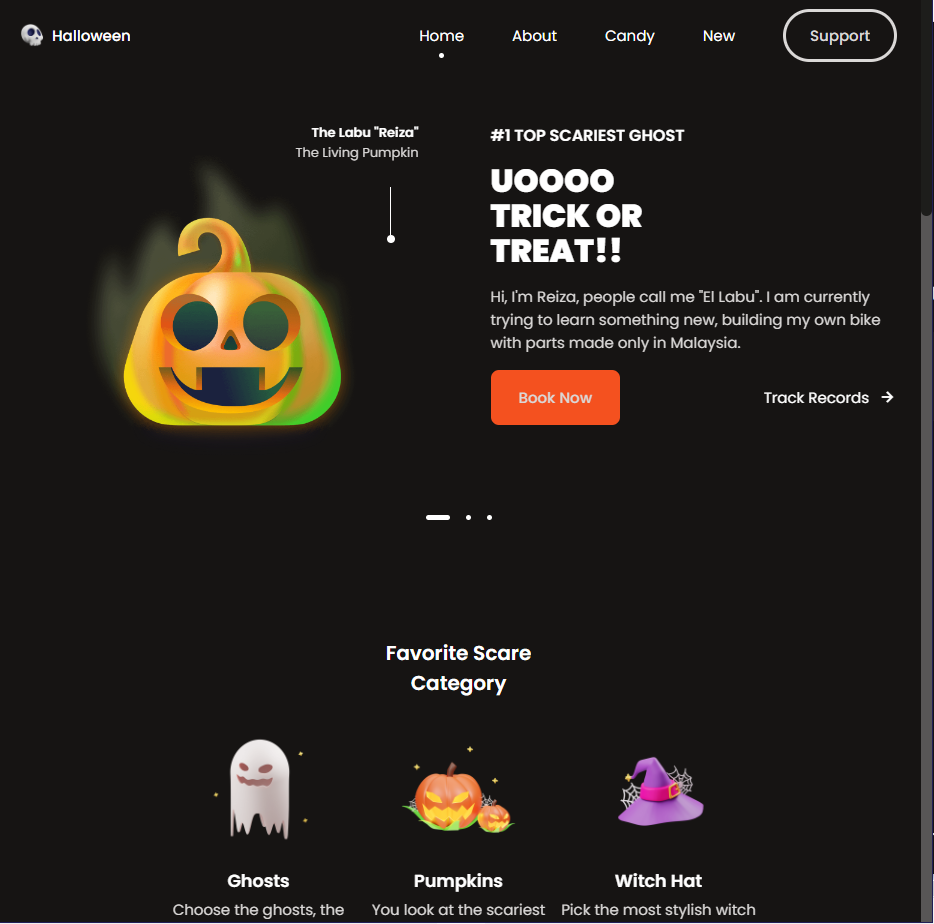 Halloween
Home
About
Candy
New
Support
The Labu "Reiza"
The Living Pumpkin
#1 TOP SCARIEST GHOST
UOOOO
TRICK OR
TREAT!!
Hi, I'm Reiza, people call me "El Labu". I am currently
trying to learn something new, building my own bike
with parts made only in Malaysia.
Book Now
Track Records
Favorite Scare
Category
Ghosts
Choose the ghosts, the
Pumpkins
You look at the scariest
Witch Hat
Pick the most stylish witch